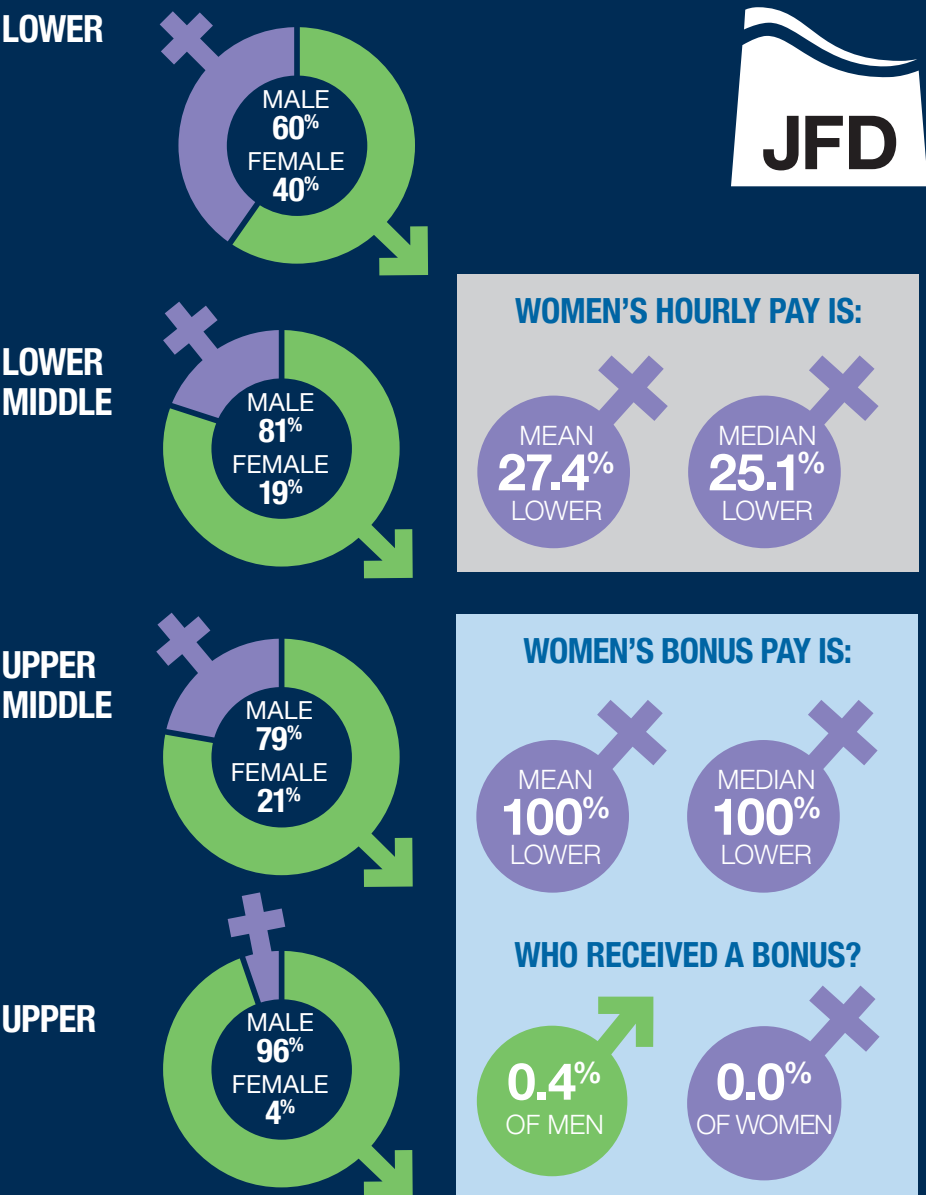 LOWER
MALE
60%
FEMALE
40%
JFD
LOWER
MIDDLE
MALE
81%
FEMALE
19%
WOMEN'S HOURLY PAY IS:
MEAN
27.4%
LOWER
MEDIAN
25.1%
LOWER
UPPER
MIDDLE
MALE
79%
FEMALE
21%
WOMEN'S BONUS PAY IS:
MEAN
100%
LOWER
MEDIAN
100%
LOWER
UPPER
MALE
96%
FEMALE
4%
WHO RECEIVED A BONUS?
0.4%
OF MEN
0.0%
OF WOMEN